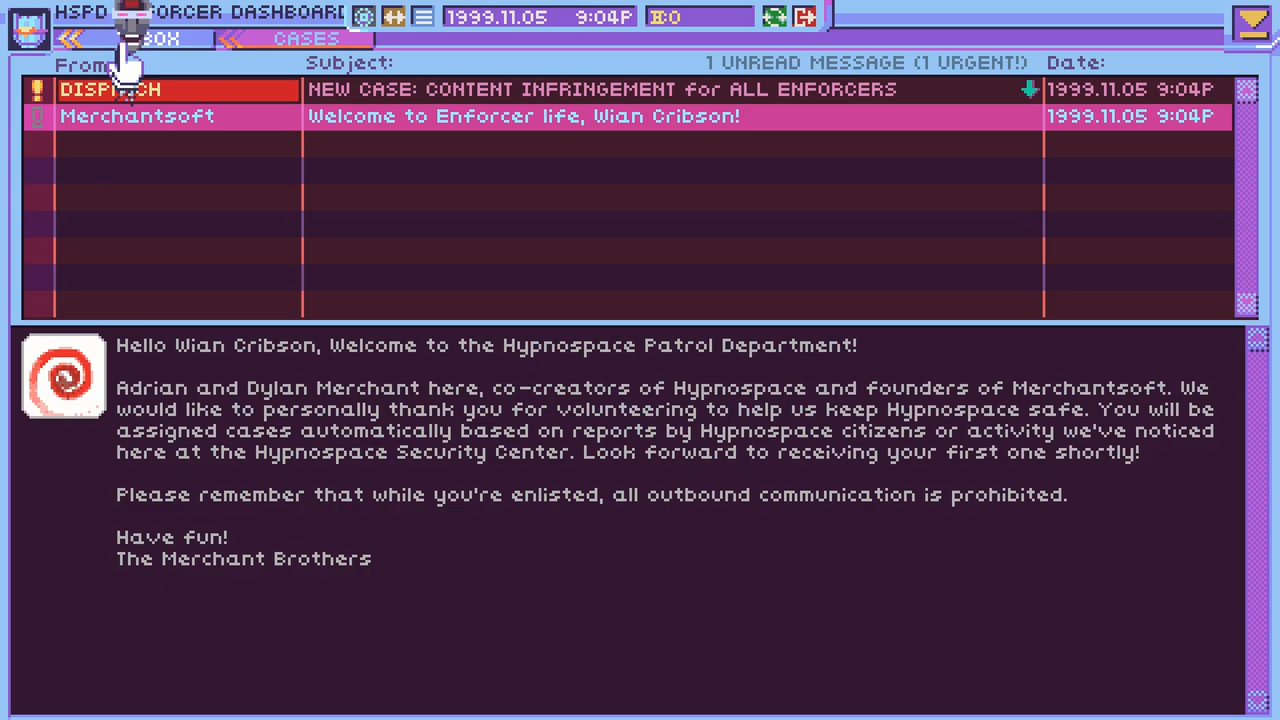 HSPD ENFORCER DASHBOARD
1999.11.05 9:04P
0
BOX CASES
From Subject: 1 UNREAD MESSAGE (1 URGENT!) Date:
DISPATCH NEW CASE: CONTENT INFRINGEMENT for ALL ENFORCERS 1999.11.05 9:04P
Merchantsoft Welcome to Enforcer life, Wian Cribson! 1999.11.05 9:04P
Hello Wian Cribson, Welcome to the Hypnospace Patrol Department!
Adrian and Dylan Merchant here, co-creators of Hypnospace and founders of Merchantsoft. We
would like to personally thank you for volunteering to help us keep Hypnospace safe. You will be
assigned cases automatically based on reports by Hypnospace citizens or activity we've noticed
here at the Hypnospace Security Center. Look forward to receiving your first one shortly!
Please remember that while you're enlisted, all outbound communication is prohibited.
Have fun!
The Merchant Brothers